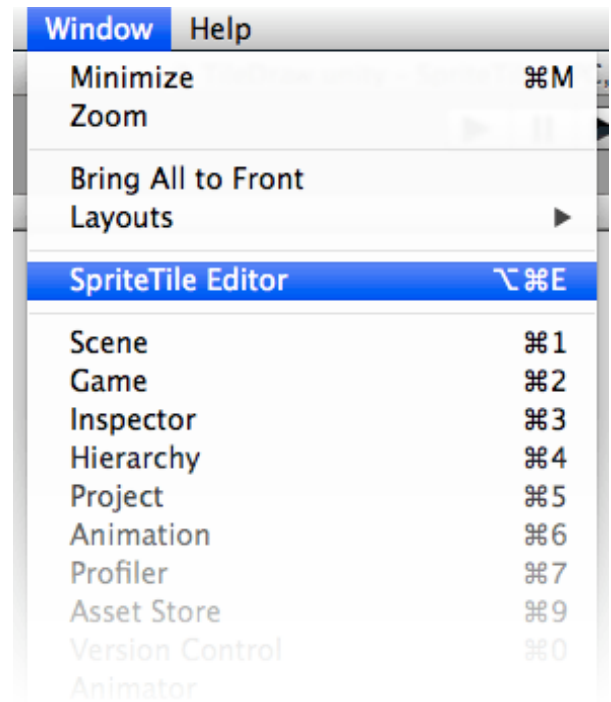 Window Help
Minimize ⌘M
Zoom
Bring All to Front
Layouts ▶
SpriteTile Editor ⌥⌘E
Scene ⌘1
Game ⌘2
Inspector ⌘3
Hierarchy ⌘4
Project ⌘5
Animation ⌘6
Profiler ⌘7
Asset Store ⌘9
Version Control ⌘0
Animator